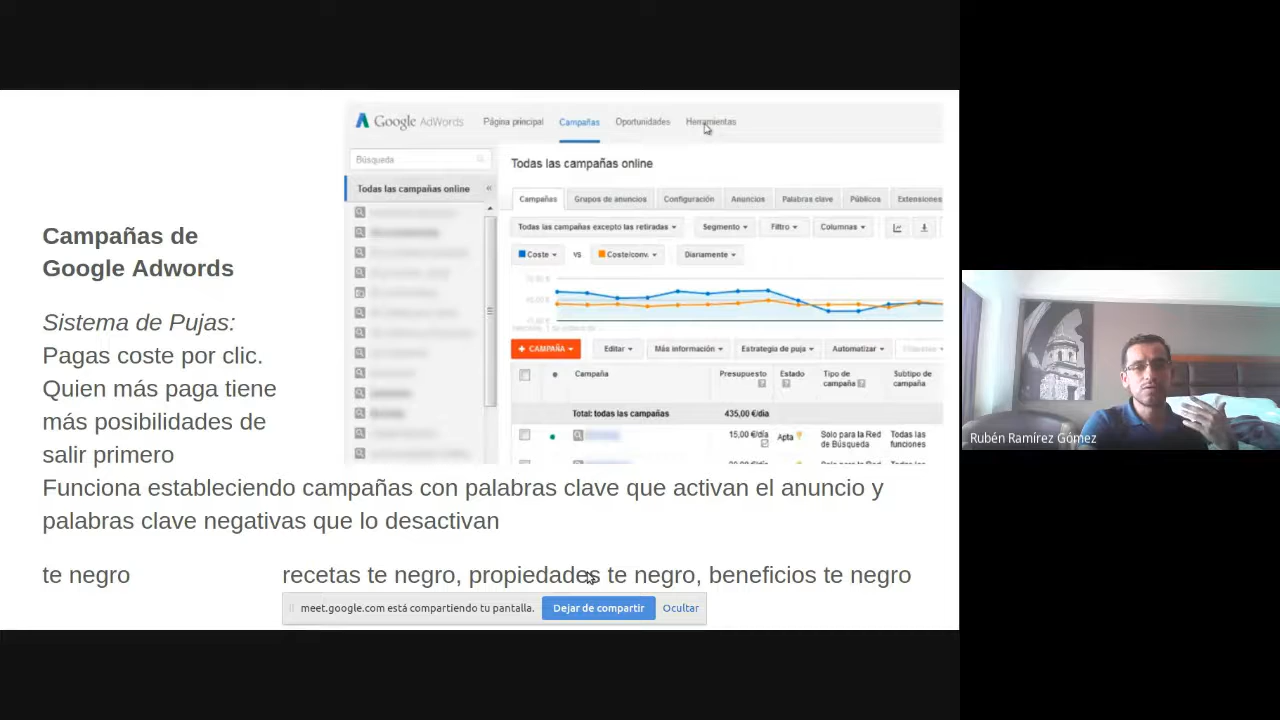 Google AdWords
Página principal
Campañas
Oportunidades
Herramientas
Búsqueda
Todas las campañas online
Todas las campañas online «
Campañas
Grupos de anuncios
Configuración
Anuncios
Palabras clave
Públicos
Extensiones
Todas las campañas excepto las retiradas
Segmento
Filtro
Columnas
Coste
vs
Coste/conv.
Diariamente
+ CAMPAÑA
Editar
Más información
Estrategia de puja
Automatizar
Campaña
Presupuesto
?
Estado
?
Tipo de
campaña ?
Subtipo de
campaña
Total: todas las campañas
435,00 €/día
15,00 €/día
Apta
Solo para la Red
de Búsqueda
Todas las
funciones
Campañas de
Google Adwords
Sistema de Pujas:
Pagas coste por clic.
Quien más paga tiene
más posibilidades de
salir primero
Funciona estableciendo campañas con palabras clave que activan el anuncio y
palabras clave negativas que lo desactivan
te negro
recetas te negro, propiedades te negro, beneficios te negro
meet.google.com está compartiendo tu pantalla.
Dejar de compartir
Ocultar
Rubén Ramírez Gómez